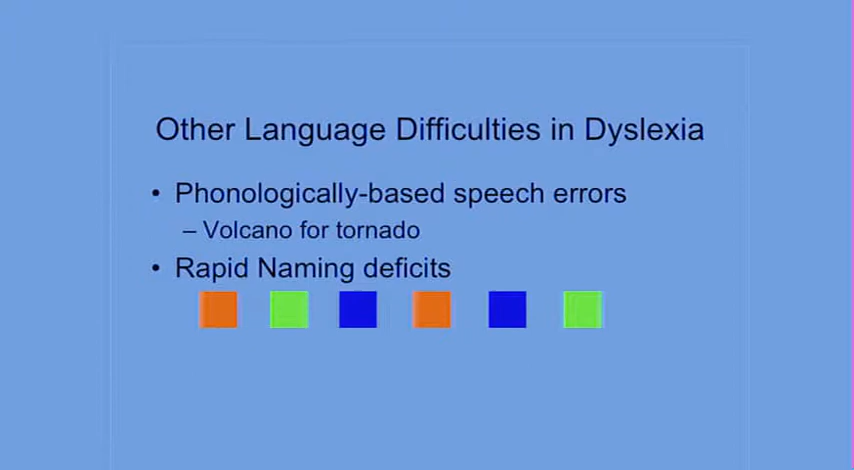 Other Language Difficulties in Dyslexia
• Phonologically-based speech errors
– Volcano for tornado
• Rapid Naming deficits